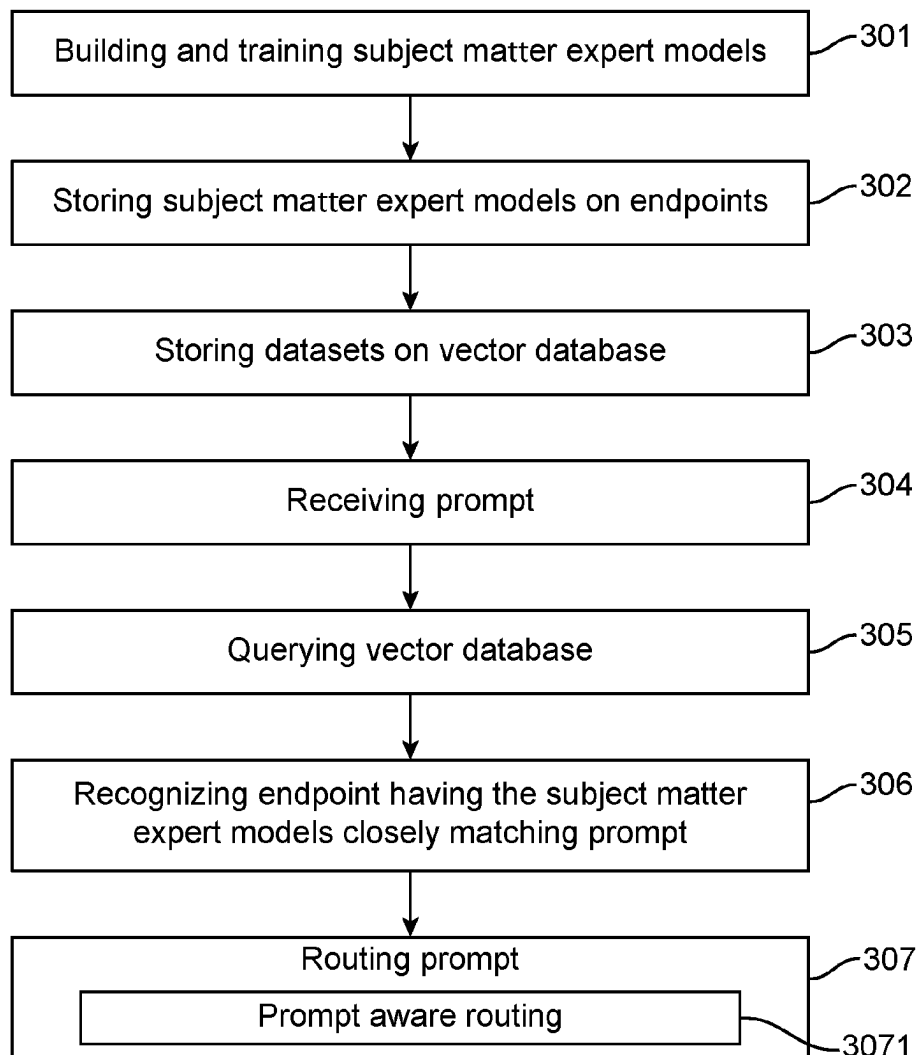 Building and training subject matter expert models
301
Storing subject matter expert models on endpoints
302
Storing datasets on vector database
303
Receiving prompt
304
Querying vector database
305
Recognizing endpoint having the subject matter
expert models closely matching prompt
306
Routing prompt
307
Prompt aware routing
3071